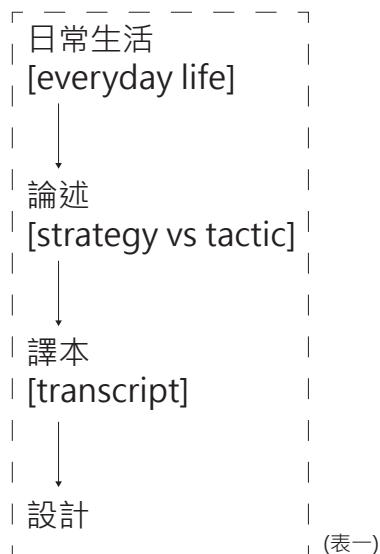 日常生活
[everyday life]
論述
[strategy vs tactic]
譯本
[transcript]
設計
(表一)